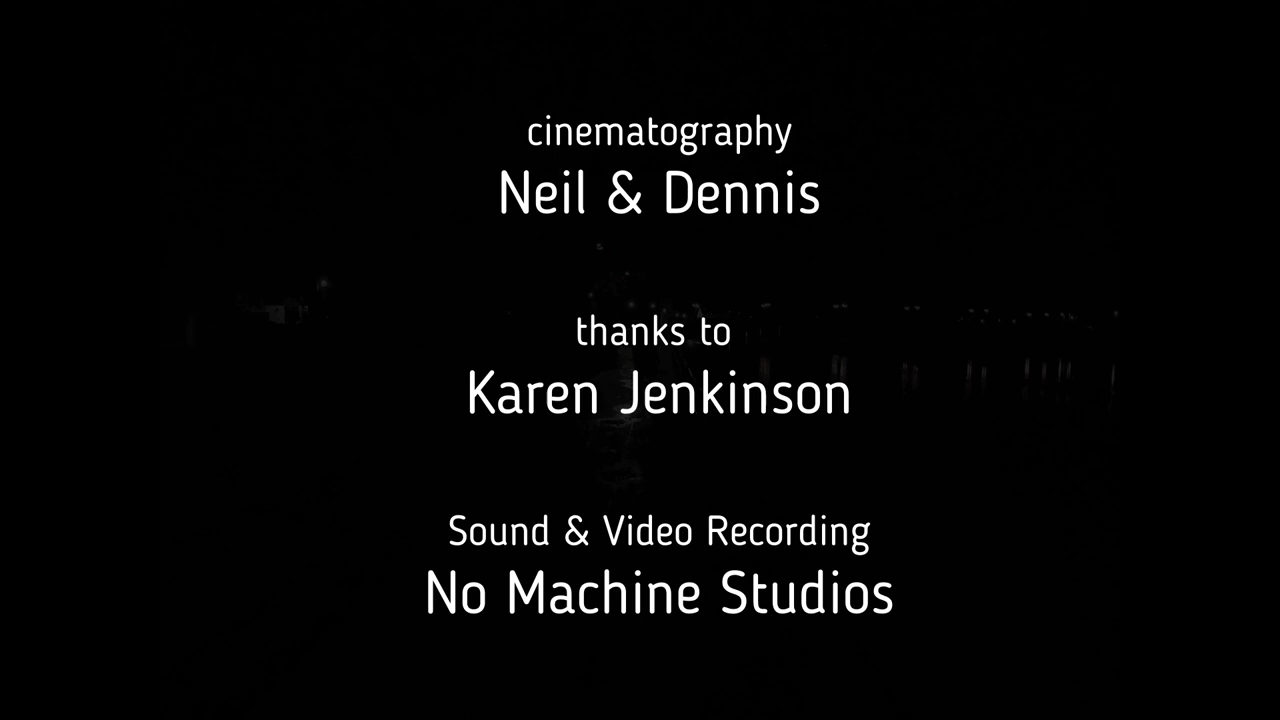 cinematography
Neil & Dennis
thanks to
Karen Jenkinson
Sound & Video Recording
No Machine Studios